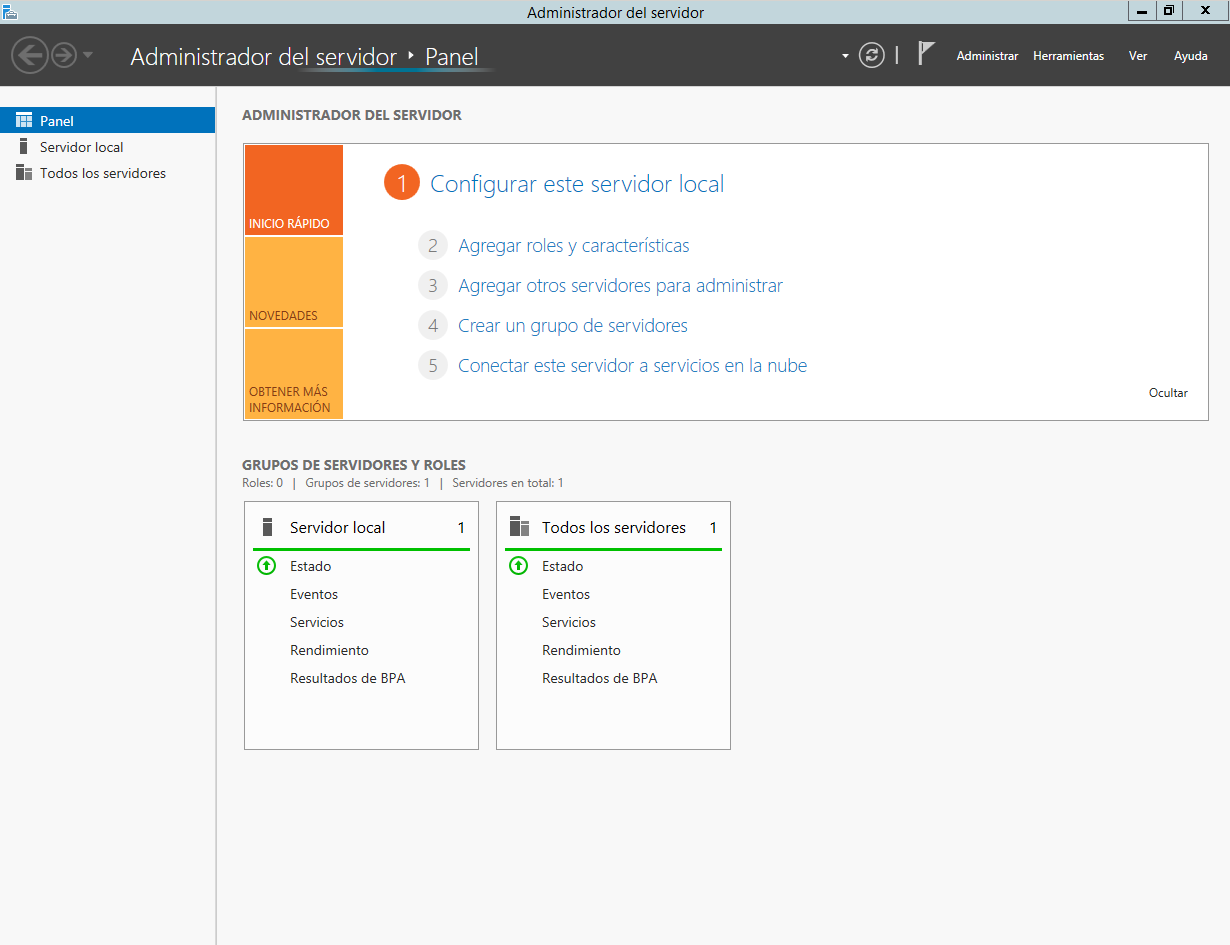 Administrador del servidor
Administrador del servidor ‣ Panel
Administrar Herramientas Ver Ayuda
Panel
Servidor local
Todos los servidores
ADMINISTRADOR DEL SERVIDOR
INICIO RÁPIDO
NOVEDADES
OBTENER MÁS
INFORMACIÓN
1 Configurar este servidor local
2 Agregar roles y características
3 Agregar otros servidores para administrar
4 Crear un grupo de servidores
5 Conectar este servidor a servicios en la nube
Ocultar
GRUPOS DE SERVIDORES Y ROLES
Roles: 0 | Grupos de servidores: 1 | Servidores en total: 1
Servidor local 1
Estado
Eventos
Servicios
Rendimiento
Resultados de BPA
Todos los servidores 1
Estado
Eventos
Servicios
Rendimiento
Resultados de BPA